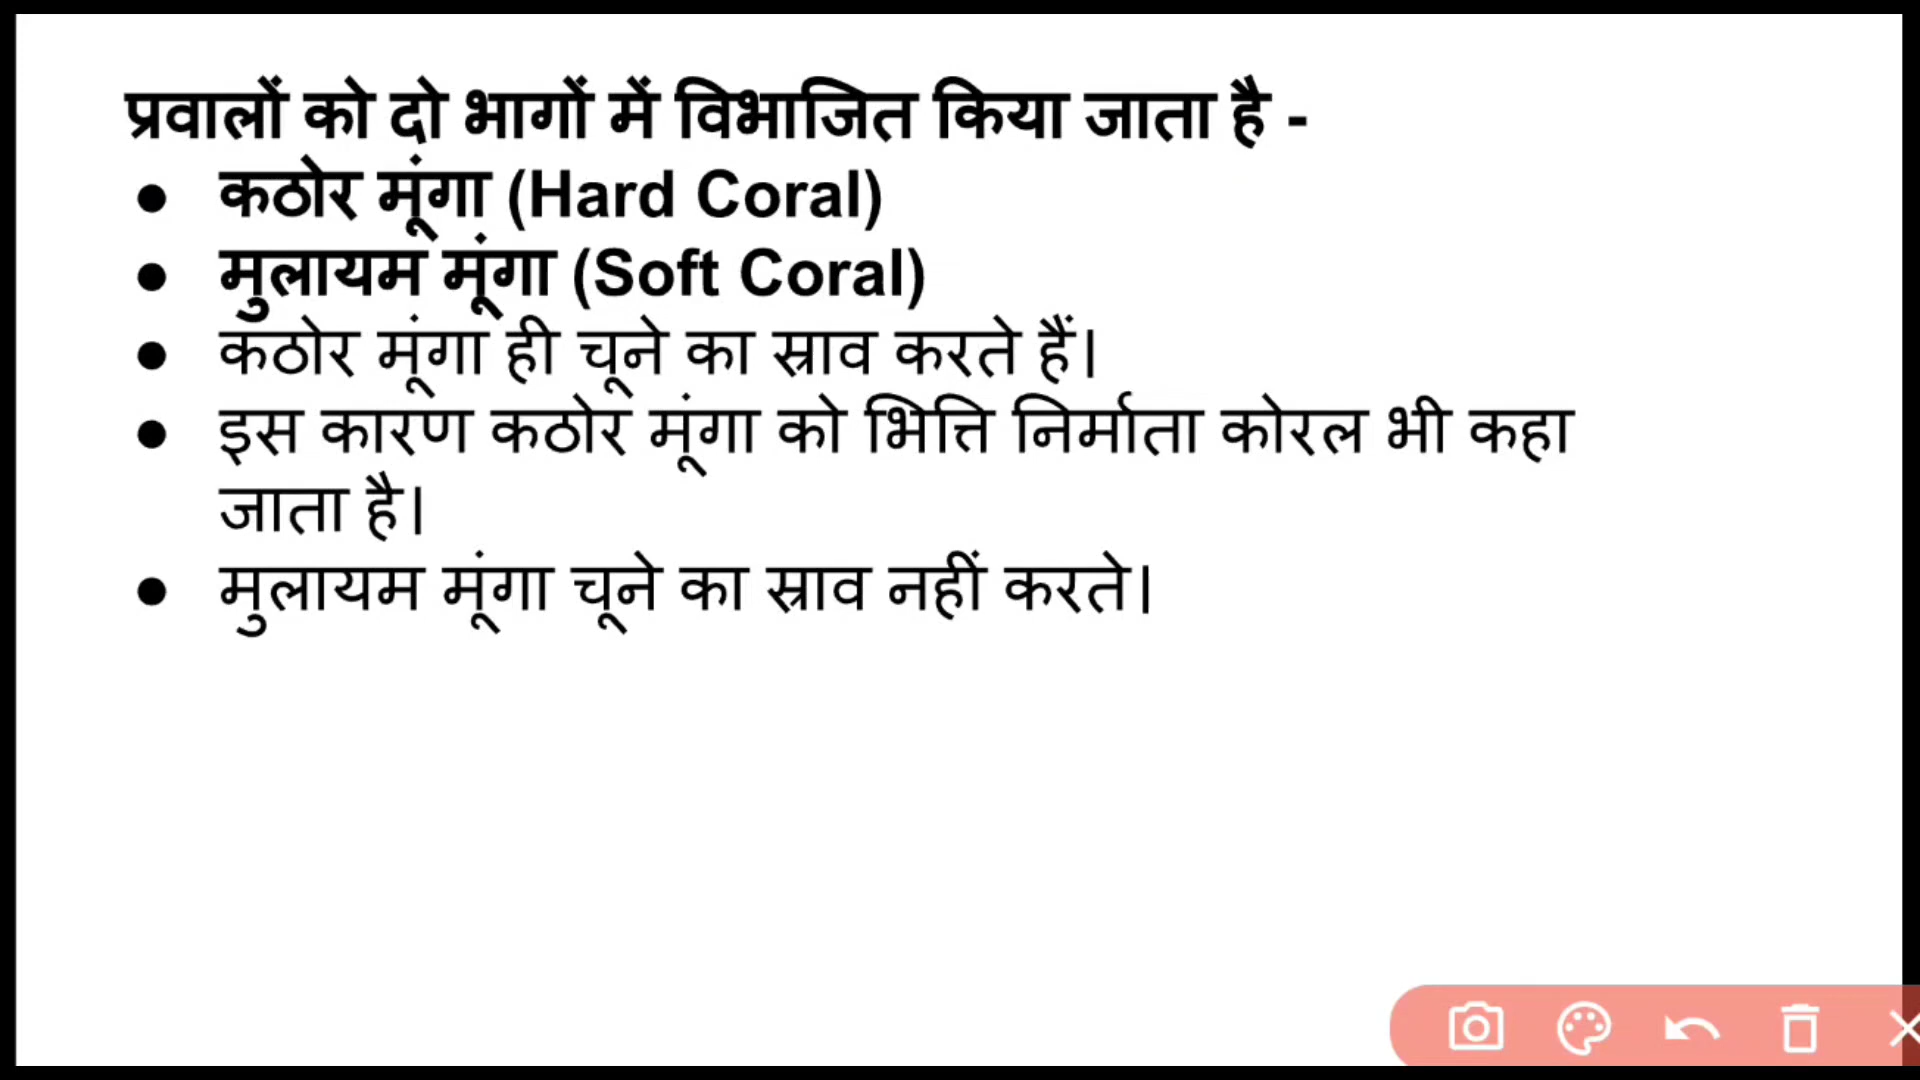 प्रवालों को दो भागों में विभाजित किया जाता है -
● कठोर मूंगा (Hard Coral)
● मुलायम मूंगा (Soft Coral)
● कठोर मूंगा ही चूने का स्राव करते हैं।
● इस कारण कठोर मूंगा को भित्ति निर्माता कोरल भी कहा
जाता है।
● मुलायम मूंगा चूने का स्राव नहीं करते।